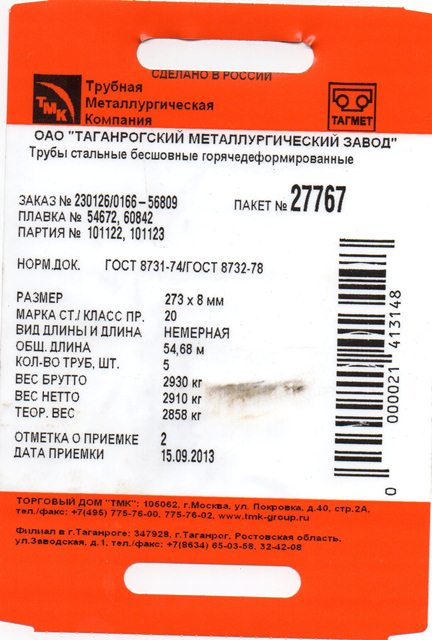 СДЕЛАНО В РОССИИ
ТМК
Трубная
Металлургическая
Компания
ТАГМЕТ
ОАО "ТАГАНРОГСКИЙ МЕТАЛЛУРГИЧЕСКИЙ ЗАВОД"
Трубы стальные бесшовные горячедеформированные
ЗАКАЗ № 230126/0166 – 56809
ПАКЕТ № 27767
ПЛАВКА № 54672, 60842
ПАРТИЯ № 101122, 101123
НОРМ.ДОК. ГОСТ 8731-74/ГОСТ 8732-78
РАЗМЕР 273 x 8 мм
МАРКА СТ./ КЛАСС ПР. 20
ВИД ДЛИНЫ И ДЛИНА НЕМЕРНАЯ
ОБЩ. ДЛИНА 54,68 м
КОЛ-ВО ТРУБ, ШТ. 5
ВЕС БРУТТО 2930 кг
ВЕС НЕТТО 2910 кг
ТЕОР. ВЕС 2858 кг
ОТМЕТКА О ПРИЕМКЕ 2
ДАТА ПРИЕМКИ 15.09.2013
0 000021 413148
ТОРГОВЫЙ ДОМ "ТМК": 105062, г.Москва, ул. Покровка, д.40, стр.2А,
тел./факс: +7(495) 775-76-00, 775-76-02, www.tmk-group.ru
Филиал в г.Таганроге: 347928, г.Таганрог, Ростовская область.
ул.Заводская, д.1, тел./факс: +7(8634) 65-03-58, 32-42-08